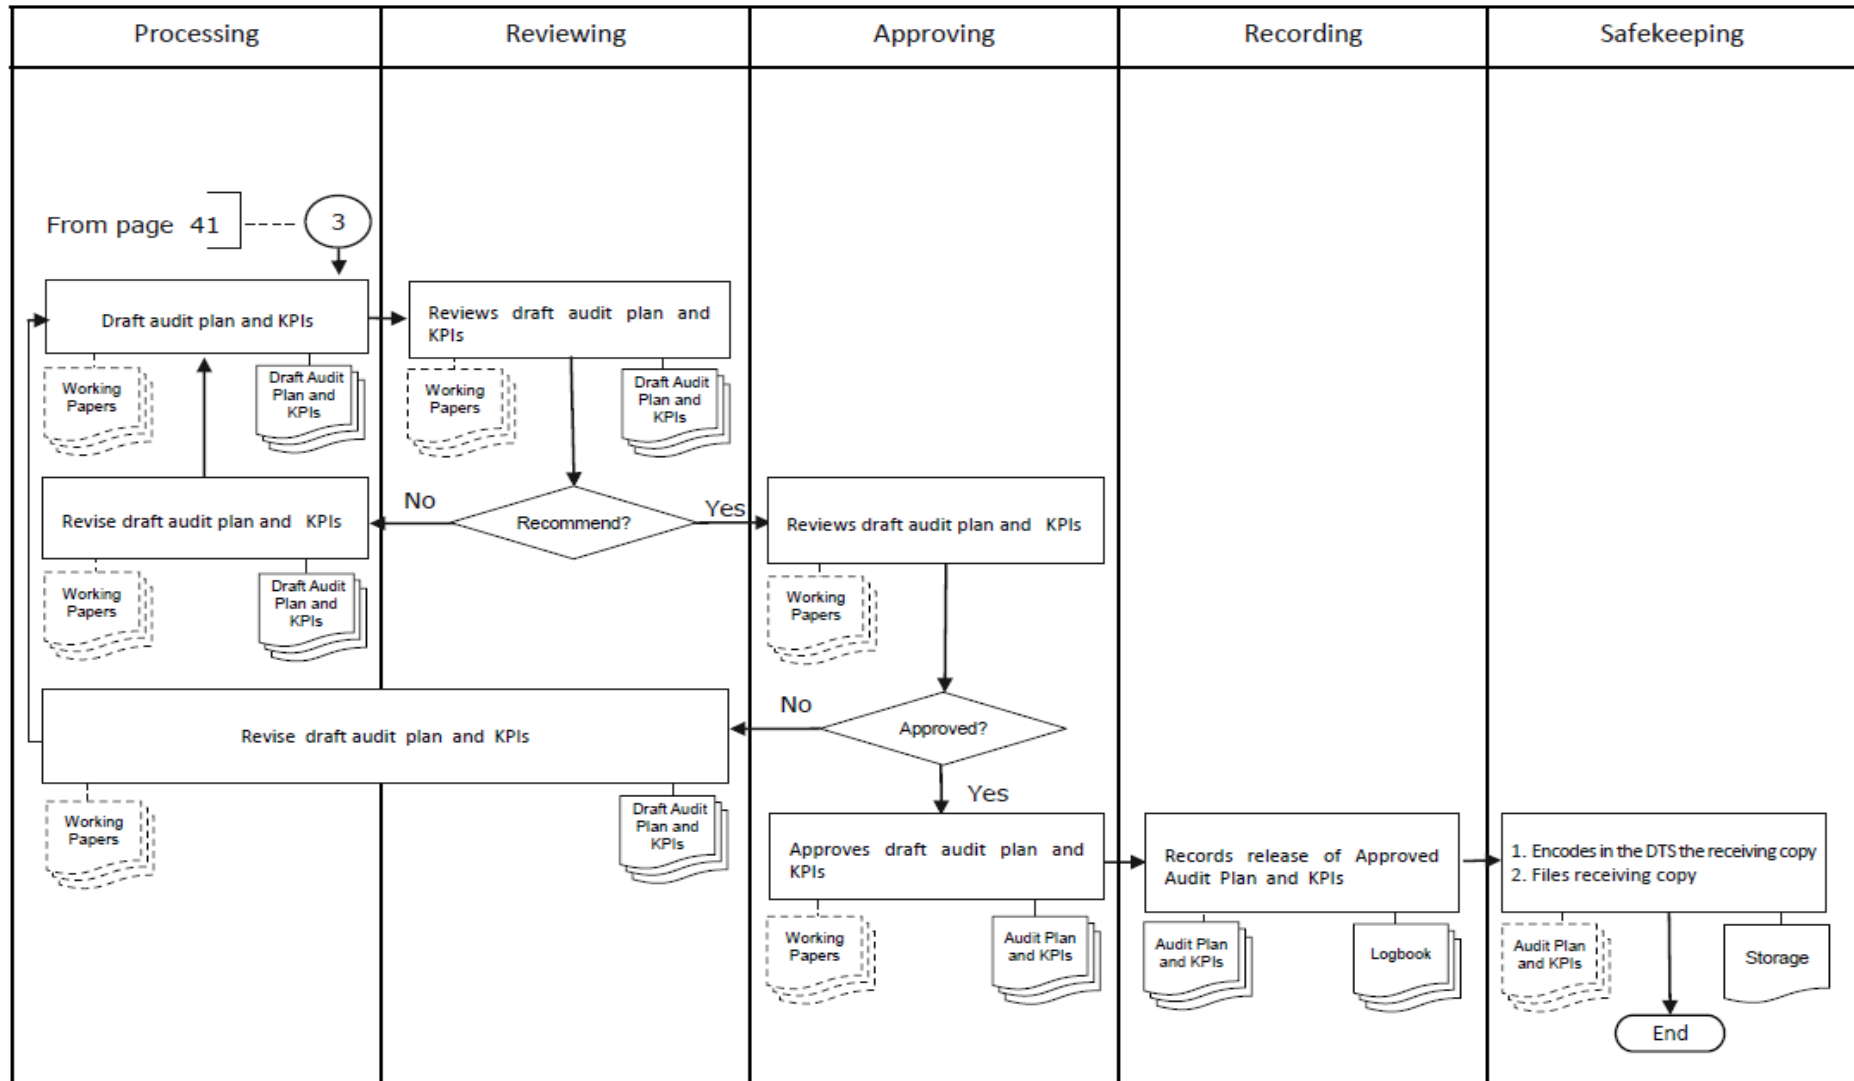 Processing
Reviewing
Approving
Recording
Safekeeping
From page 41
3
Draft audit plan and KPIs
Working
Papers
Draft Audit
Plan and
KPIs
Reviews draft audit plan and
KPIs
Working
Papers
Draft Audit
Plan and
KPIs
Revise draft audit plan and KPIs
Working
Papers
Draft Audit
Plan and
KPIs
No
Recommend?
Yes
Reviews draft audit plan and KPIs
Working
Papers
Revise draft audit plan and KPIs
Working
Papers
Draft Audit
Plan and
KPIs
No
Approved?
Yes
Approves draft audit plan and
KPIs
Working
Papers
Audit Plan
and KPIs
Records release of Approved
Audit Plan and KPIs
Audit Plan
and KPIs
Logbook
1. Encodes in the DTS the receiving copy
2. Files receiving copy
Audit Plan
and KPIs
Storage
End